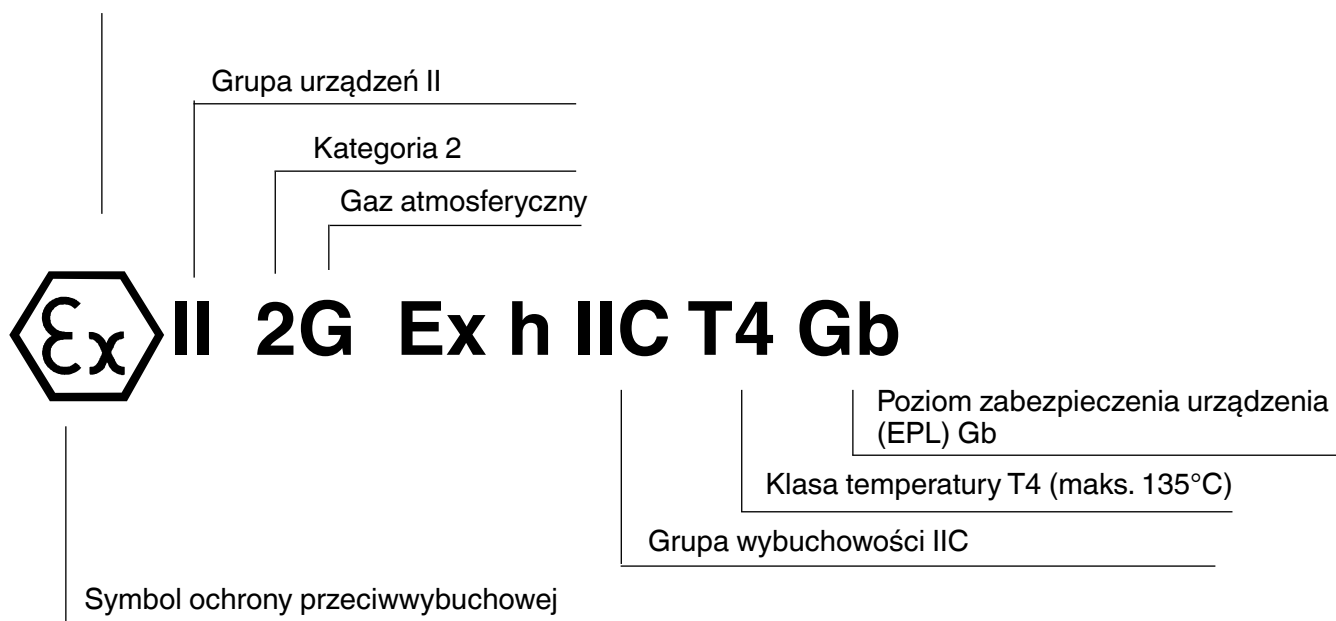 Grupa urządzeń II
Kategoria 2
Gaz atmosferyczny
Ex II 2G Ex h IIC T4 Gb
Poziom zabezpieczenia urządzenia
(EPL) Gb
Klasa temperatury T4 (maks. 135°C)
Grupa wybuchowości IIC
Symbol ochrony przeciwwybuchowej